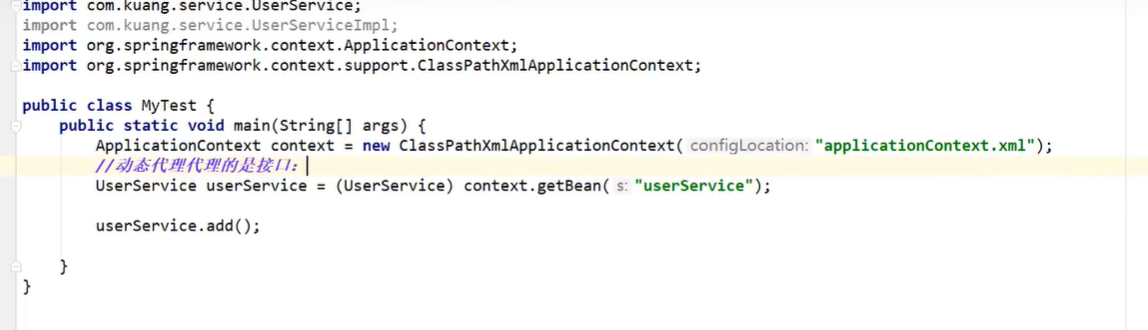 import com.kuang.service.UserService;
import com.kuang.service.UserServiceImpl;
import org.springframework.context.ApplicationContext;
import org.springframework.context.support.ClassPathXmlApplicationContext;
public class MyTest {
public static void main(String[] args) {
ApplicationContext context = new ClassPathXmlApplicationContext( configLocation: "applicationContext.xml");
//动态代理代理的是接口：
UserService userService = (UserService) context.getBean( s: "userService");
userService.add();
}
}